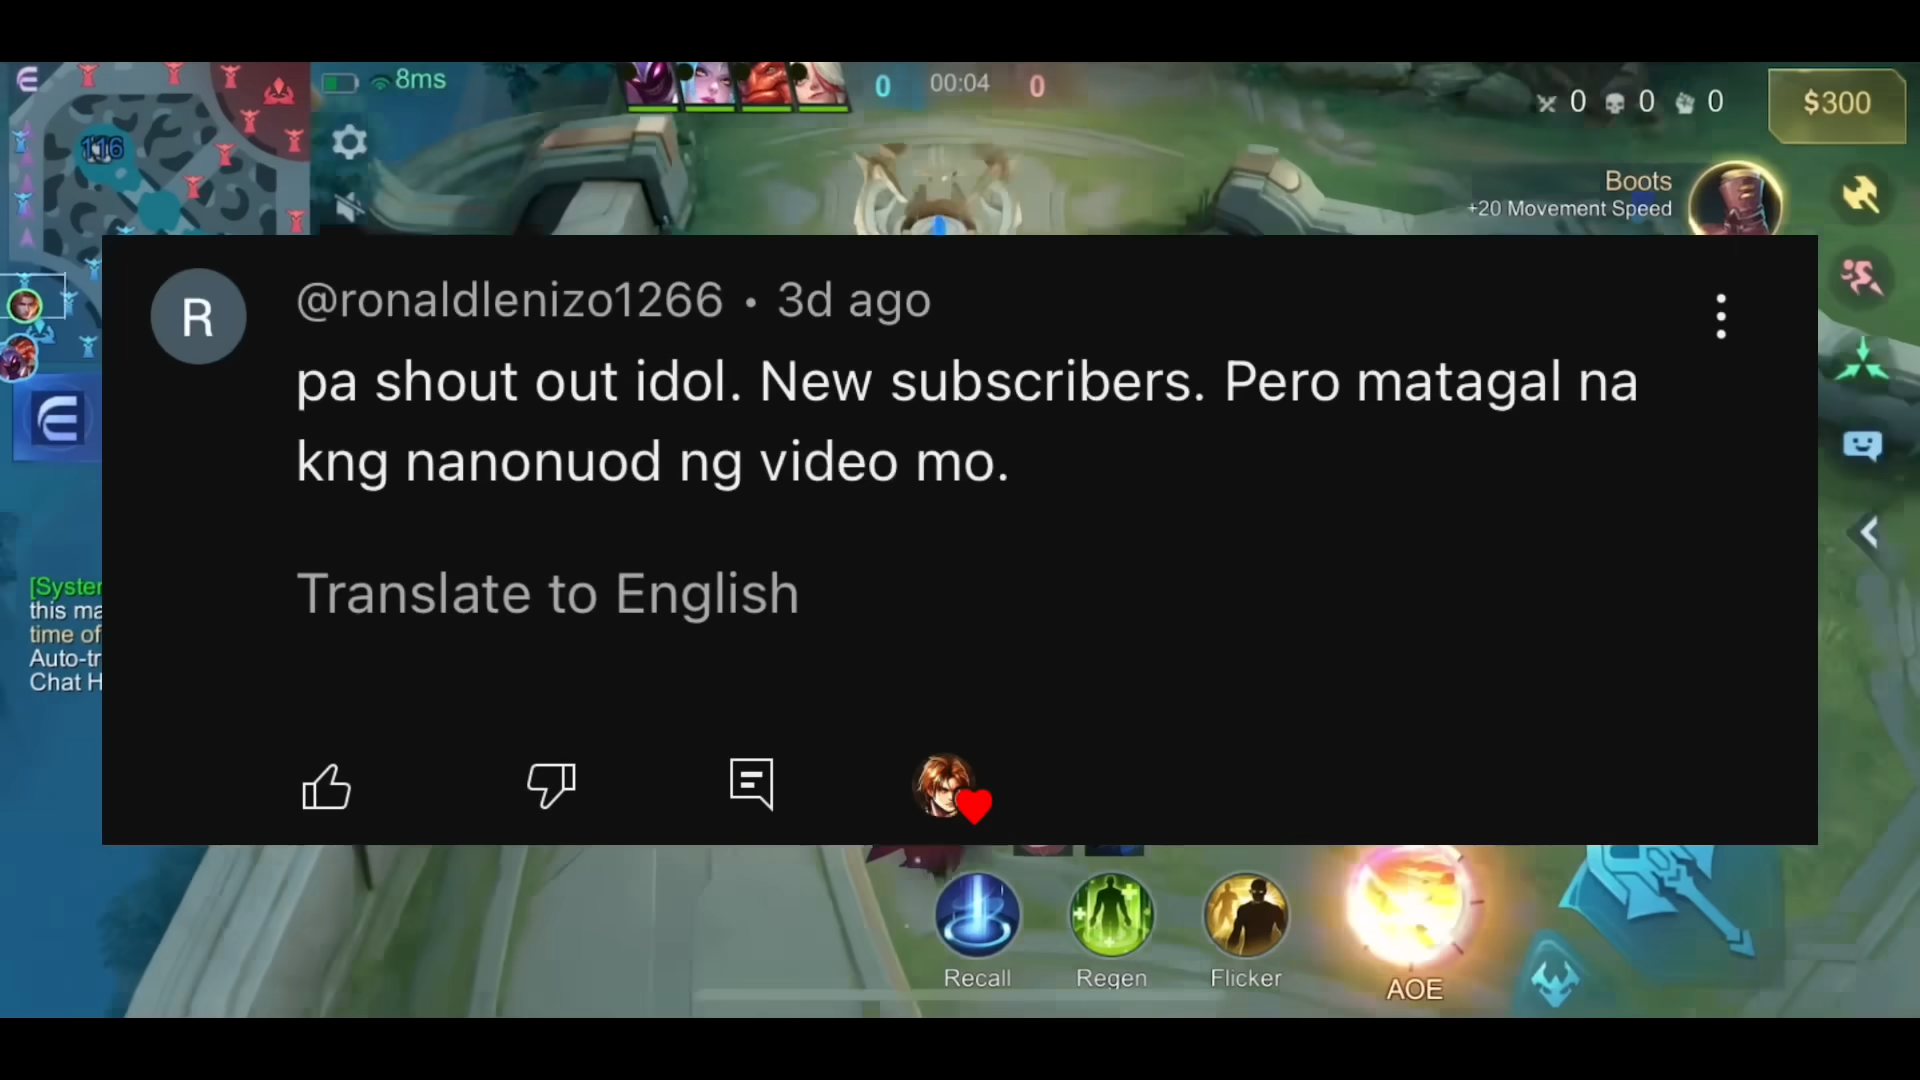 8ms
0 00:04 0
0 0 0
$300
116
Boots
+20 Movement Speed
R
@ronaldlenizo1266 • 3d ago
pa shout out idol. New subscribers. Pero matagal na
kng nanonuod ng video mo.
Translate to English
[System
this ma
time of
Auto-tr
Chat H
Recall
Regen
Flicker
AOE